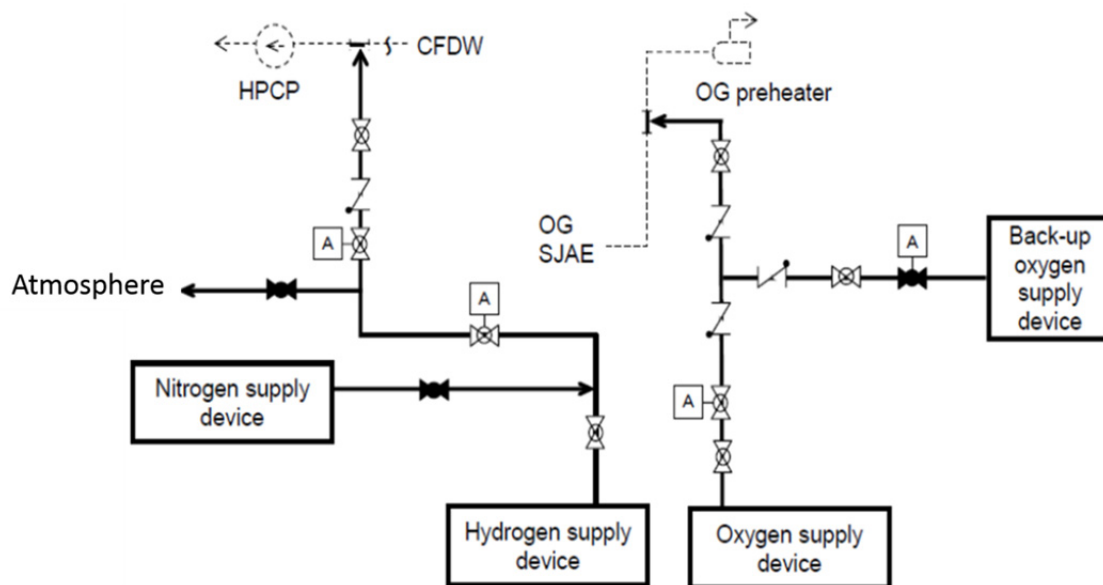 CFDW
HPCP
OG preheater
OG
SJAE
A
A
Back-up
oxygen
supply
device
Atmosphere
A
Nitrogen supply
device
A
Hydrogen supply
device
Oxygen supply
device